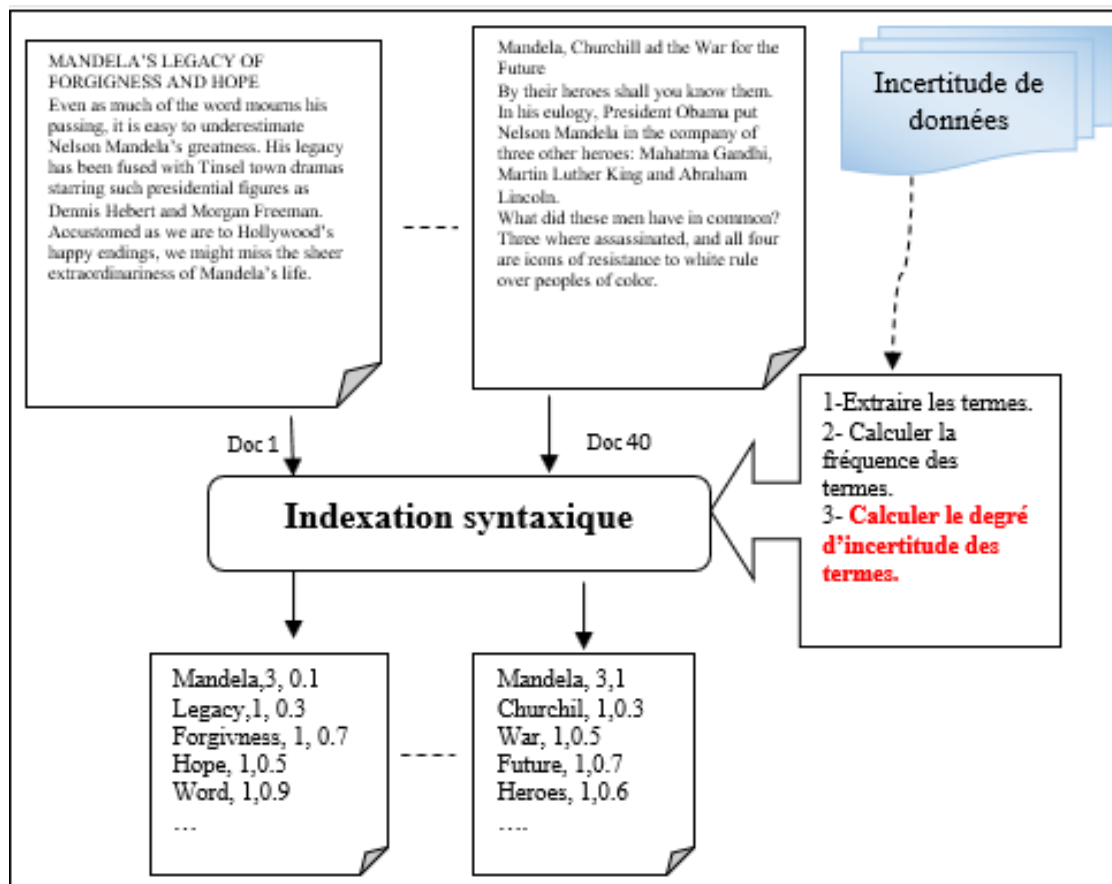 MANDELA'S LEGACY OF
FORGIGNESS AND HOPE
Even as much of the word mourns his
passing, it is easy to underestimate
Nelson Mandela's greatness. His legacy
has been fused with Tinsel town dramas
starring such presidential figures as
Dennis Hebert and Morgan Freeman.
Accustomed as we are to Hollywood's
happy endings, we might miss the sheer
extraordinariness of Mandela's life.
Mandela, Churchill ad the War for the
Future
By their heroes shall you know them.
In his eulogy, President Obama put
Nelson Mandela in the company of
three other heroes: Mahatma Gandhi,
Martin Luther King and Abraham
Lincoln.
What did these men have in common?
Three where assassinated, and all four
are icons of resistance to white rule
over peoples of color.
Incertitude de
données
Doc 1
Doc 40
1-Extraire les termes.
2- Calculer la
fréquence des
termes.
3- Calculer le degré
d'incertitude des
termes.
Indexation syntaxique
Mandela,3, 0.1
Legacy,1, 0.3
Forgivness, 1, 0.7
Hope, 1,0.5
Word, 1,0.9
…
Mandela, 3,1
Churchil, 1,0.3
War, 1,0.5
Future, 1,0.7
Heroes, 1,0.6
….